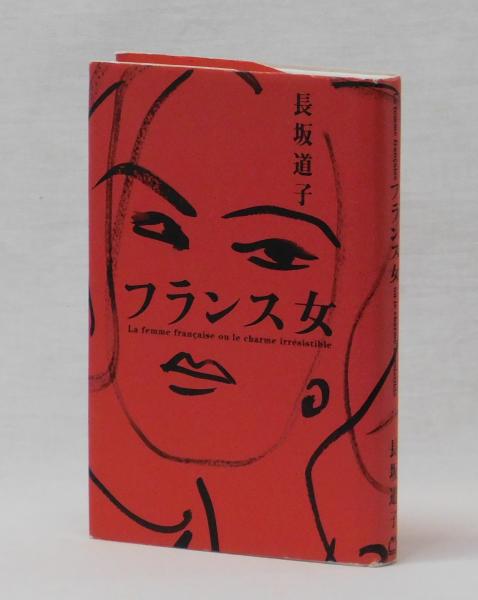 長坂道子
フランス女
La femme française ou le charme irrésistible
フランス女
長坂道子